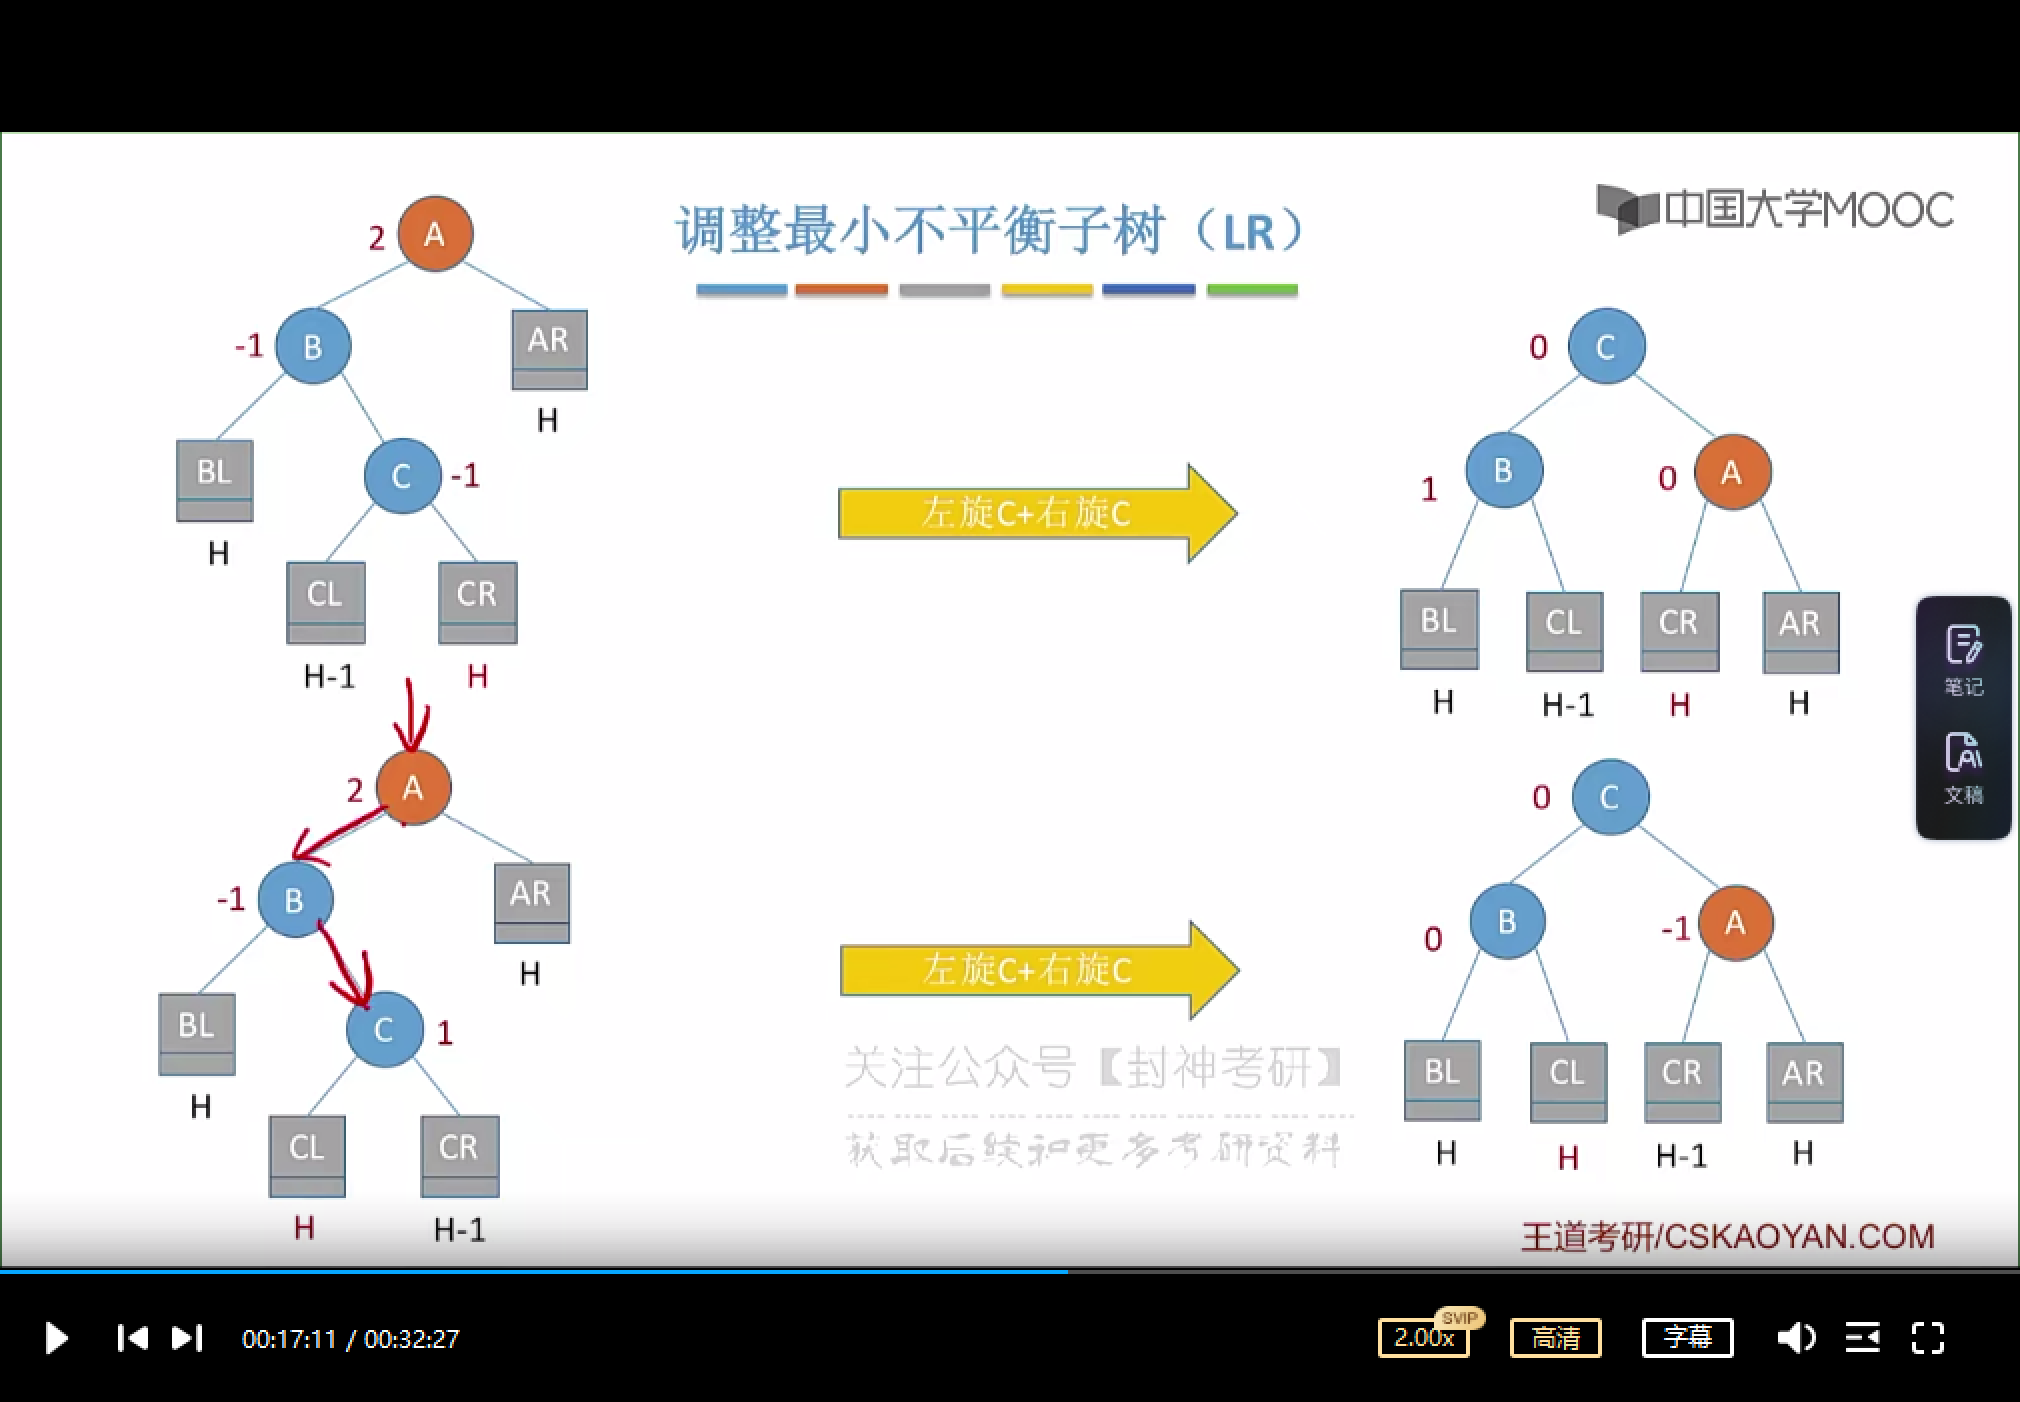 调整最小不平衡子树（LR）
中国大学MOOC
2 A
-1 B
AR
H
BL
H
C -1
CL
H-1
CR
H
左旋C+右旋C
0 C
1 B
0 A
BL
CL
CR
AR
H
H-1
H
H
2 A
-1 B
AR
H
BL
H
C 1
CL
H
CR
H-1
左旋C+右旋C
0 C
0 B
-1 A
BL
CL
CR
AR
H
H
H-1
H
关注公众号【封神考研】
获取后续和更多考研资料
王道考研/CSKAOYAN.COM
笔记
AI
文稿
00:17:11 / 00:32:27
SVIP
2.00x
高清
字幕